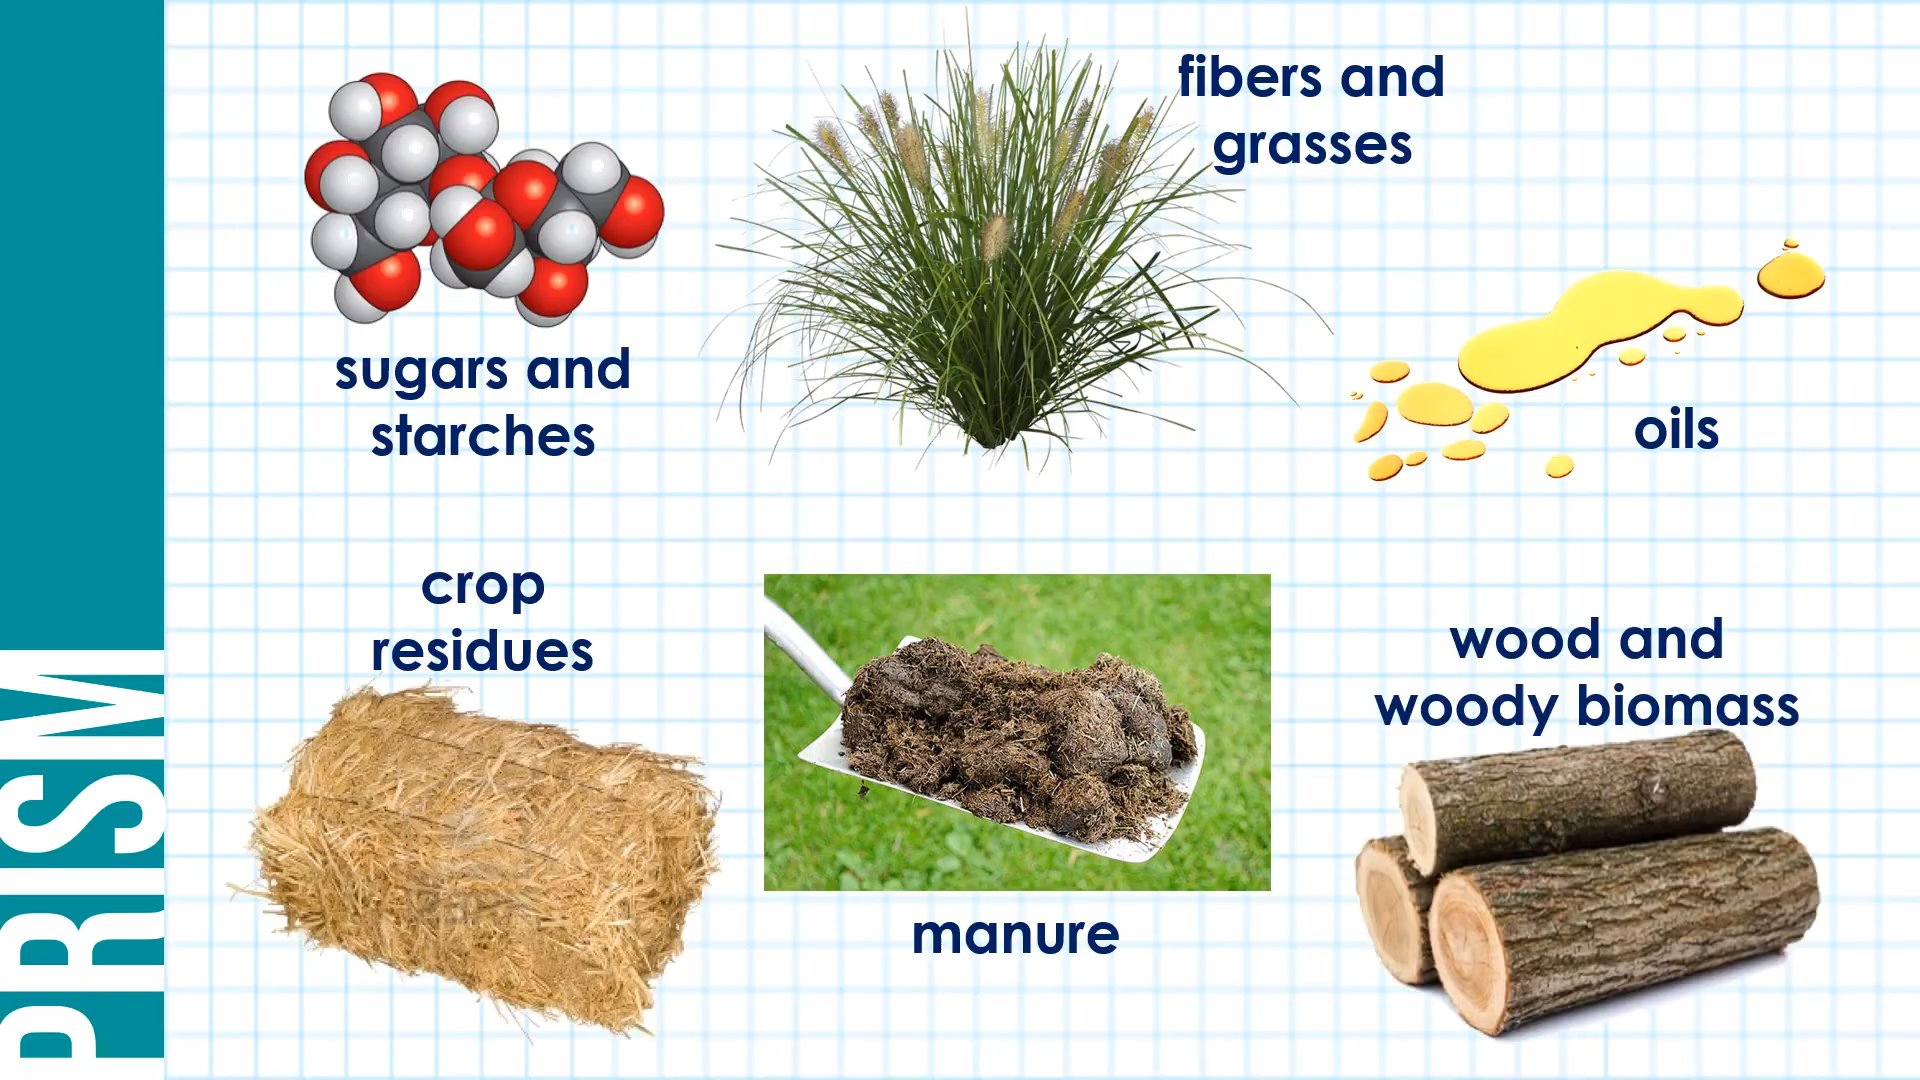 PRISM
sugars and
starches
fibers and
grasses
oils
crop
residues
manure
wood and
woody biomass